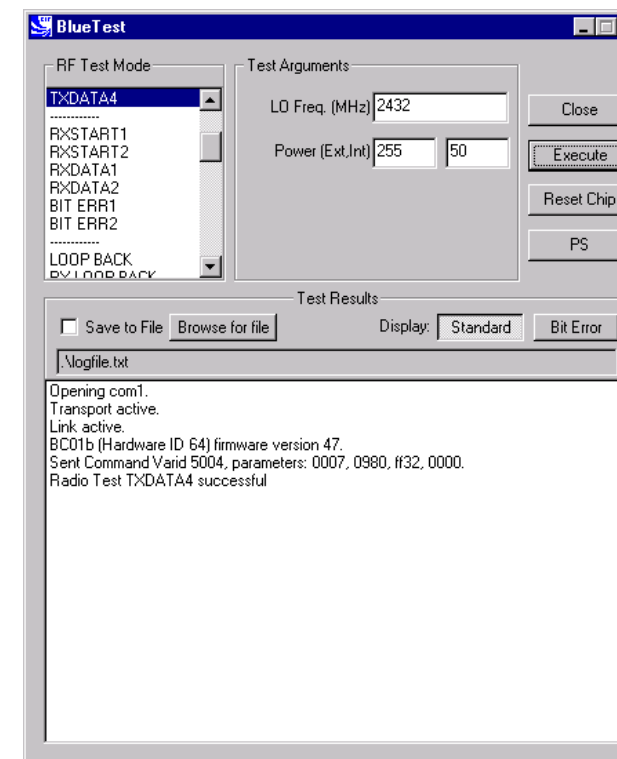 BlueTest
RF Test Mode
TXDATA4
------------
RXSTART1
RXSTART2
RXDATA1
RXDATA2
BIT ERR1
BIT ERR2
------------
LOOP BACK
RX LOOP BACK
Test Arguments
LO Freq. (MHz) 2432
Power (Ext,Int) 255 50
Close
Execute
Reset Chip
PS
Test Results
Save to File Browse for file Display: Standard Bit Error
.\logfile.txt
Opening com1.
Transport active.
Link active.
BC01b (Hardware ID 64) firmware version 47.
Sent Command Varid 5004, parameters: 0007, 0980, ff32, 0000.
Radio Test TXDATA4 successful